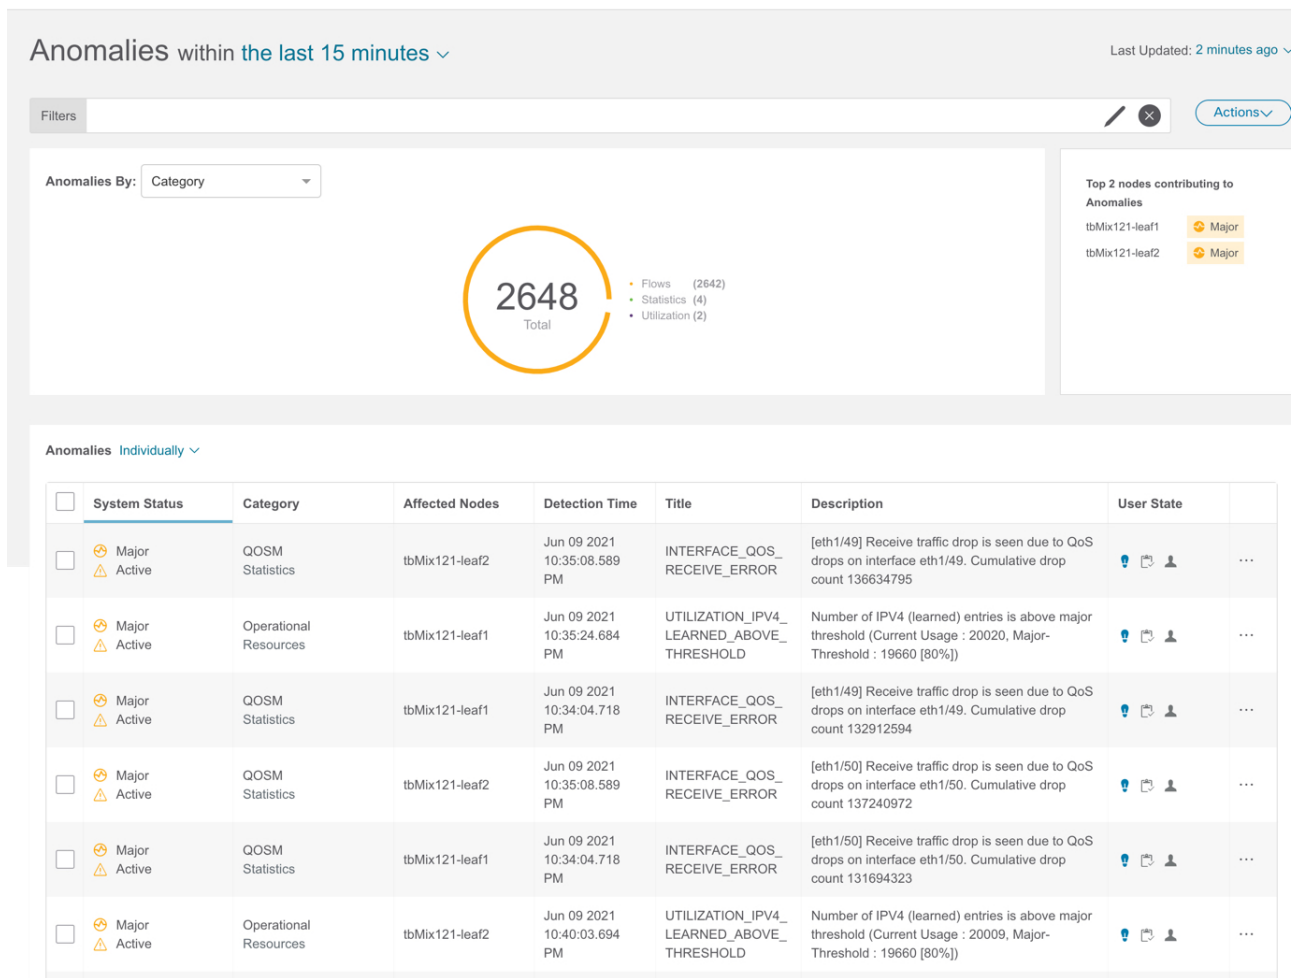 Anomalies within the last 15 minutes
Last Updated: 2 minutes ago
Filters
Actions
Anomalies By: Category
2648
Total
Flows (2642)
Statistics (4)
Utilization (2)
Top 2 nodes contributing to
Anomalies
tbMix121-leaf1 Major
tbMix121-leaf2 Major
Anomalies Individually
System Status Category Affected Nodes Detection Time Title Description User State
Major
Active
QOSM
Statistics
tbMix121-leaf2
Jun 09 2021
10:35:08.589
PM
INTERFACE_QOS_
RECEIVE_ERROR
[eth1/49] Receive traffic drop is seen due to QoS
drops on interface eth1/49. Cumulative drop
count 136634795
Major
Active
Operational
Resources
tbMix121-leaf1
Jun 09 2021
10:35:24.684
PM
UTILIZATION_IPV4_
LEARNED_ABOVE_
THRESHOLD
Number of IPV4 (learned) entries is above major
threshold (Current Usage : 20020, Major-
Threshold : 19660 [80%])
Major
Active
QOSM
Statistics
tbMix121-leaf1
Jun 09 2021
10:34:04.718
PM
INTERFACE_QOS_
RECEIVE_ERROR
[eth1/49] Receive traffic drop is seen due to QoS
drops on interface eth1/49. Cumulative drop
count 132912594
Major
Active
QOSM
Statistics
tbMix121-leaf2
Jun 09 2021
10:35:08.589
PM
INTERFACE_QOS_
RECEIVE_ERROR
[eth1/50] Receive traffic drop is seen due to QoS
drops on interface eth1/50. Cumulative drop
count 137240972
Major
Active
QOSM
Statistics
tbMix121-leaf1
Jun 09 2021
10:34:04.718
PM
INTERFACE_QOS_
RECEIVE_ERROR
[eth1/50] Receive traffic drop is seen due to QoS
drops on interface eth1/50. Cumulative drop
count 131694323
Major
Active
Operational
Resources
tbMix121-leaf2
Jun 09 2021
10:40:03.694
PM
UTILIZATION_IPV4_
LEARNED_ABOVE_
THRESHOLD
Number of IPV4 (learned) entries is above major
threshold (Current Usage : 20009, Major-
Threshold : 19660 [80%])